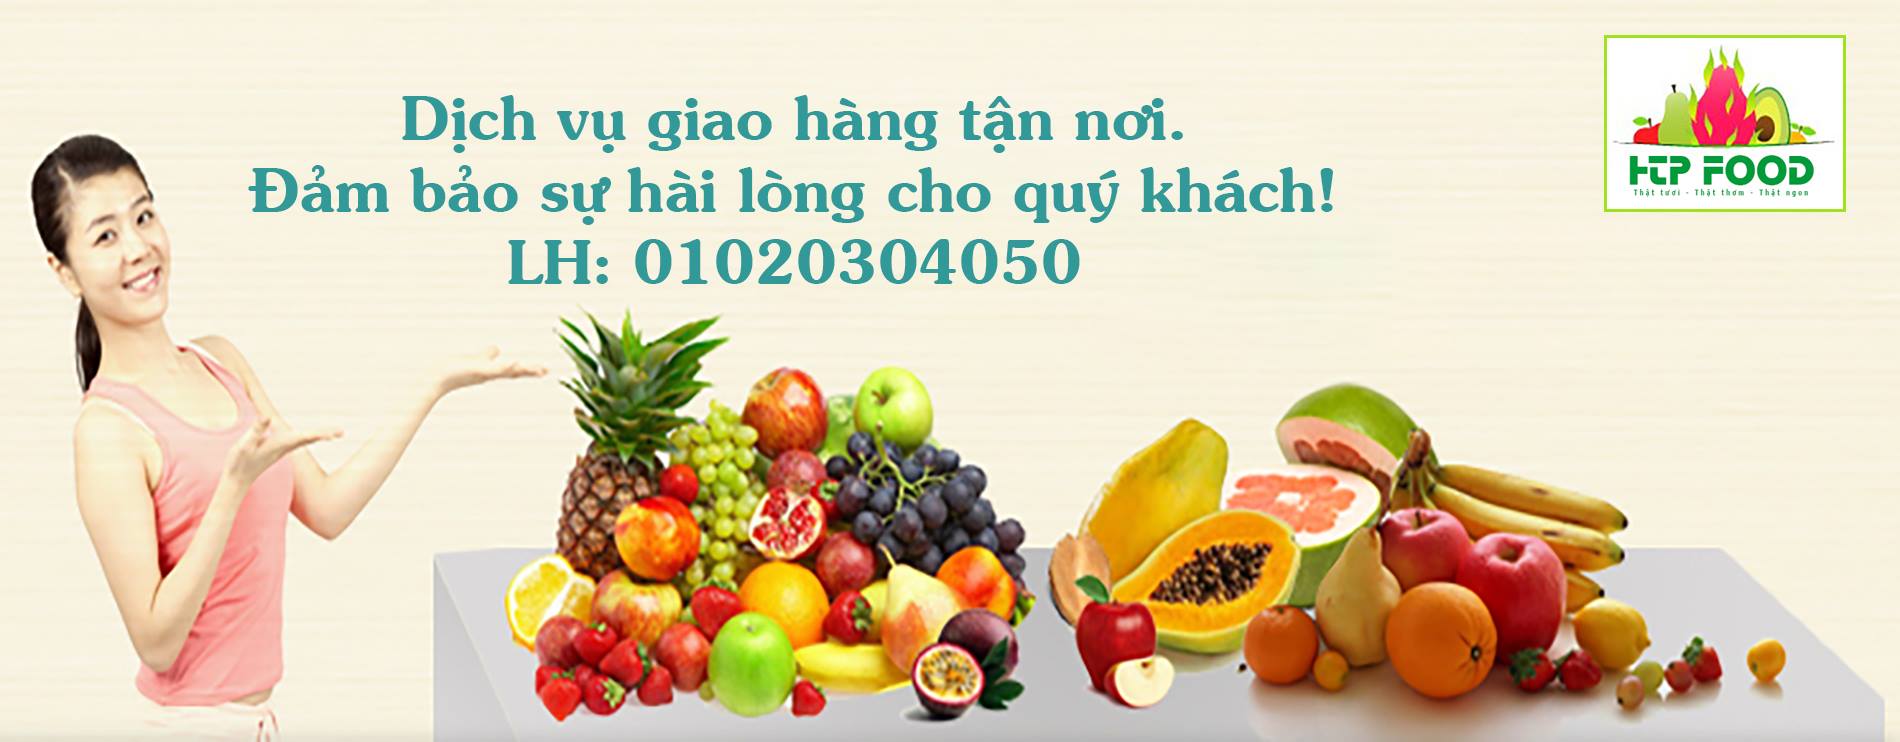 Dịch vụ giao hàng tận nơi.
Đảm bảo sự hài lòng cho quý khách!
LH: 01020304050
HTP FOOD
Thật tươi - Thật thơm - Thật ngon